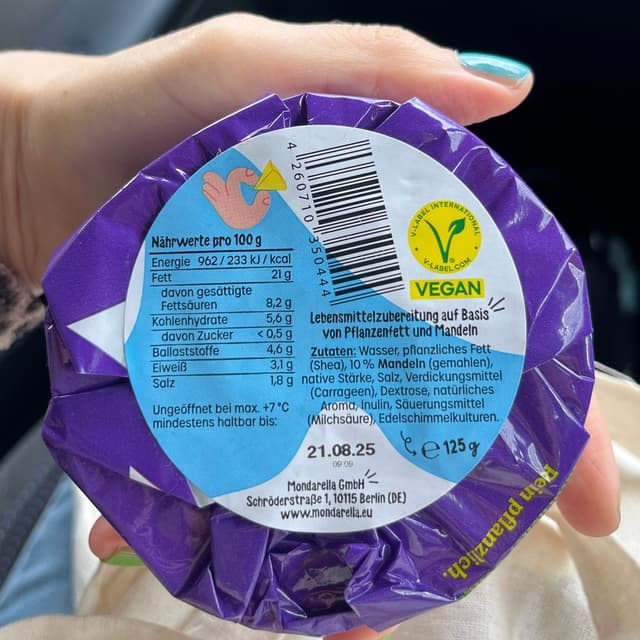 4 260710 350444
V-LABEL INTERNATIONAL
V-LABEL.COM
VEGAN
Nährwerte pro 100 g
Energie 962 / 233 kJ / kcal
Fett 21 g
davon gesättigte
Fettsäuren 8,2 g
Kohlenhydrate 5,6 g
davon Zucker < 0,5 g
Ballaststoffe 4,6 g
Eiweiß 3,1 g
Salz 1,8 g
Ungeöffnet bei max. +7 °C
mindestens haltbar bis:
Lebensmittelzubereitung auf Basis
von Pflanzenfett und Mandeln
Zutaten: Wasser, pflanzliches Fett
(Shea), 10 % Mandeln (gemahlen),
native Stärke, Salz, Verdickungsmittel
(Carrageen), Dextrose, natürliches
Aroma, Inulin, Säuerungsmittel
(Milchsäure), Edelschimmelkulturen.
℮ 125 g
21.08.25
09:09
Mondarella GmbH
Schröderstraße 1, 10115 Berlin (DE)
www.mondarella.eu
Rein pflanzlich.